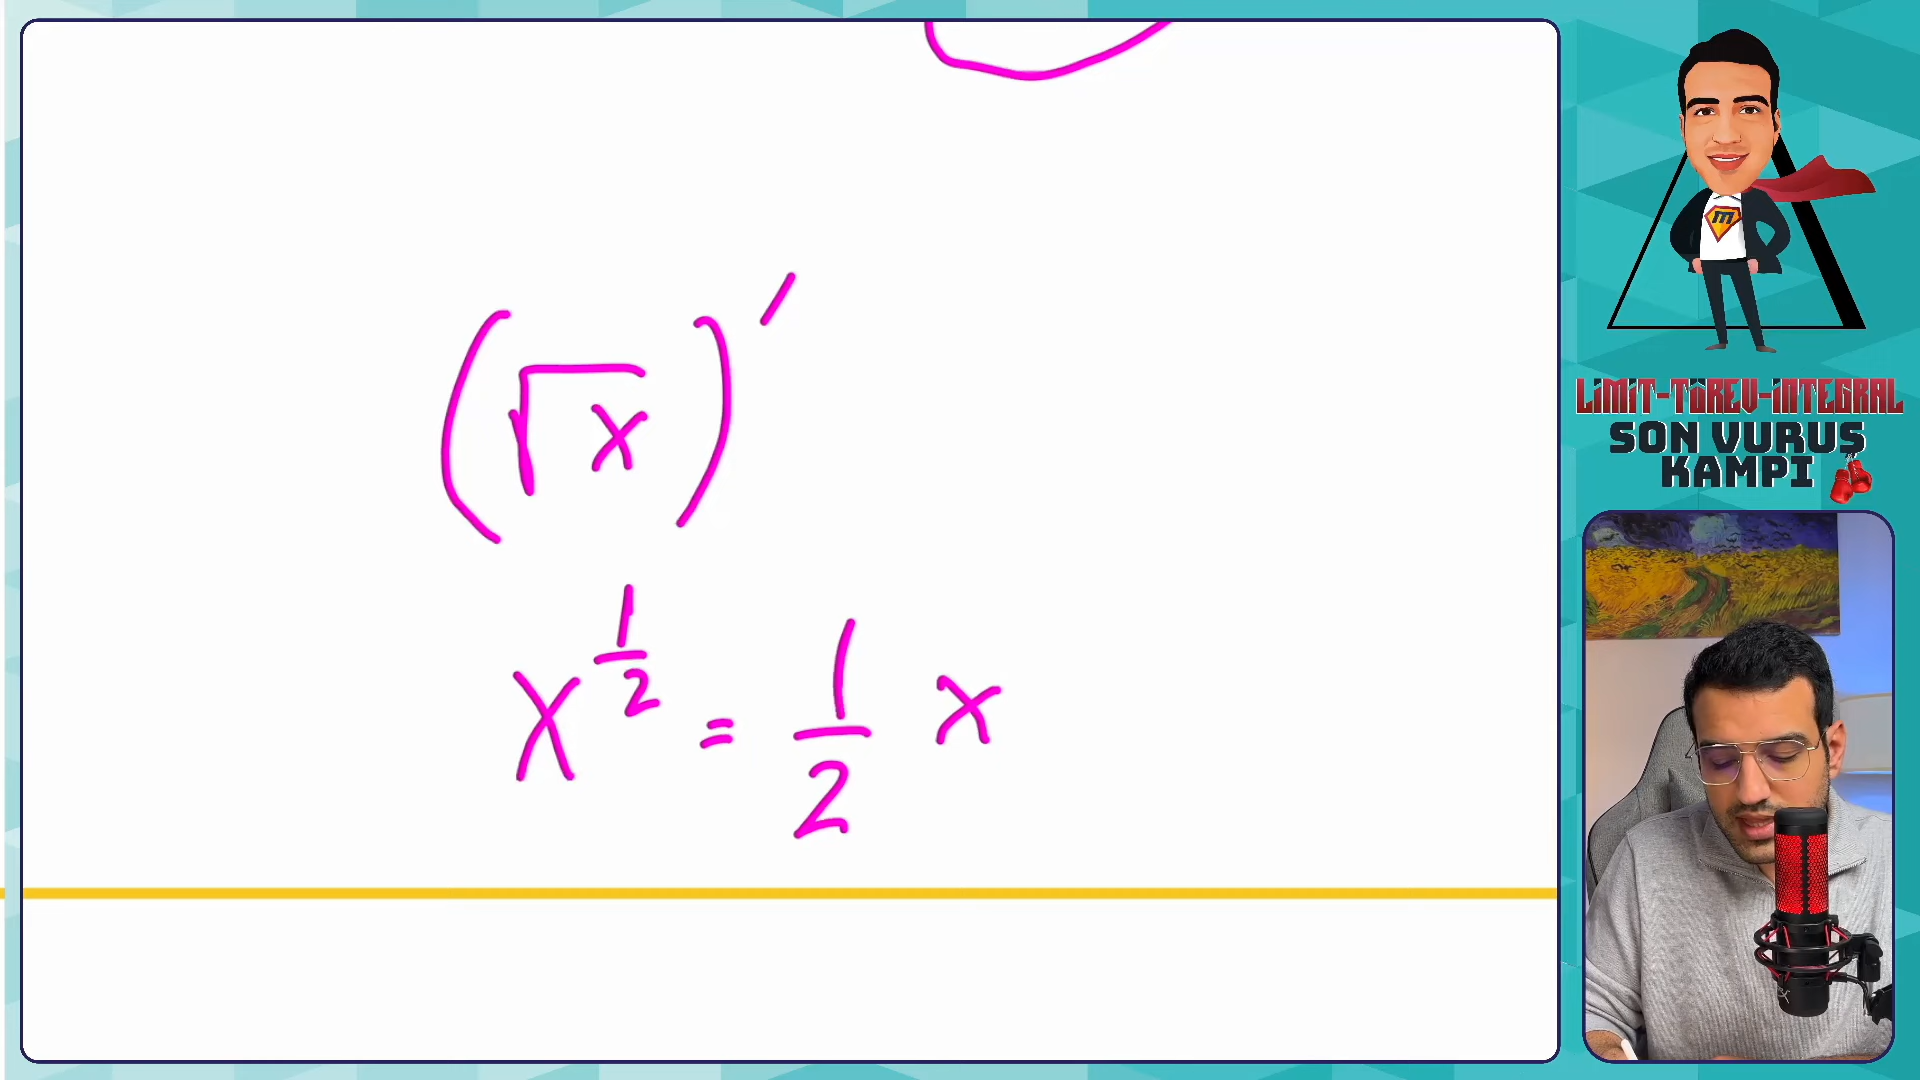 (√x)′
x^{1/2} = 1/2 x
LİMİT-TÜREV-İNTEGRAL
SON VURUŞ
KAMPI
m